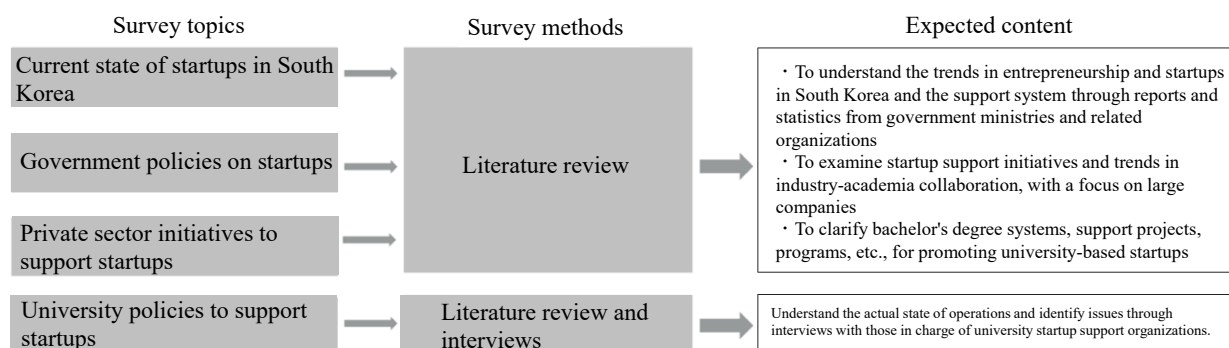 Survey topics
Survey methods
Expected content
Current state of startups in South
Korea
Government policies on startups
Private sector initiatives to
support startups
Literature review
・To understand the trends in entrepreneurship and startups
in South Korea and the support system through reports and
statistics from government ministries and related
organizations
・To examine startup support initiatives and trends in
industry-academia collaboration, with a focus on large
companies
・To clarify bachelor's degree systems, support projects,
programs, etc., for promoting university-based startups
University policies to support
startups
Literature review and
interviews
Understand the actual state of operations and identify issues through
interviews with those in charge of university startup support organizations.